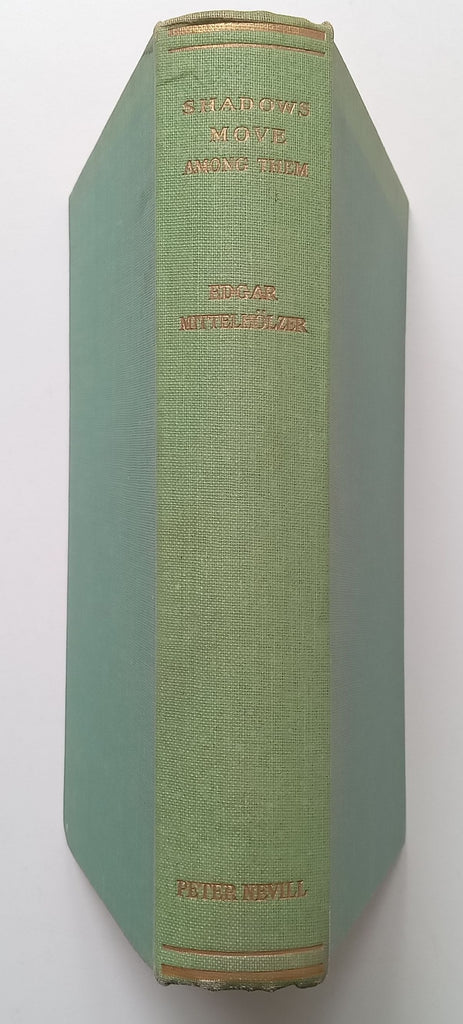 SHADOWS
MOVE
AMONG THEM
EDGAR
MITTELHÖLZER
PETER NEVILL